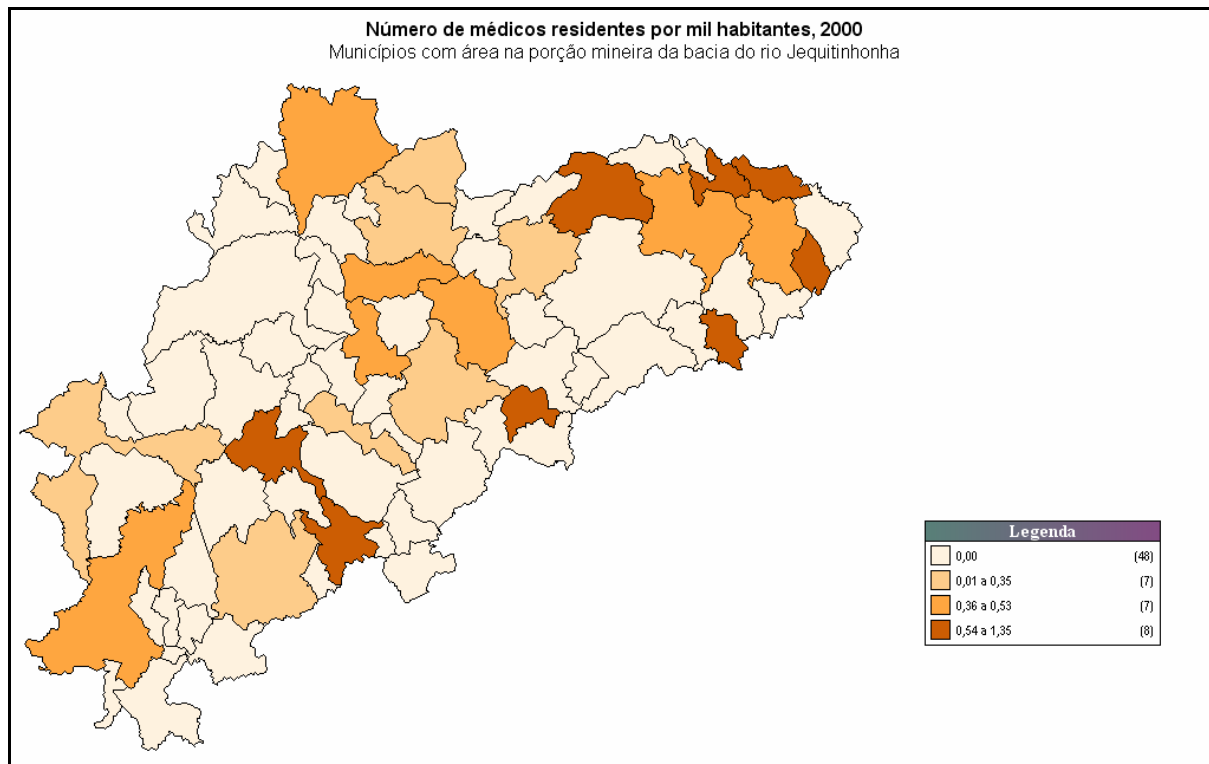 Número de médicos residentes por mil habitantes, 2000
Municípios com área na porção mineira da bacia do rio Jequitinhonha
Legenda
0,00 (48)
0,01 a 0,35 (7)
0,36 a 0,53 (7)
0,54 a 1,35 (8)